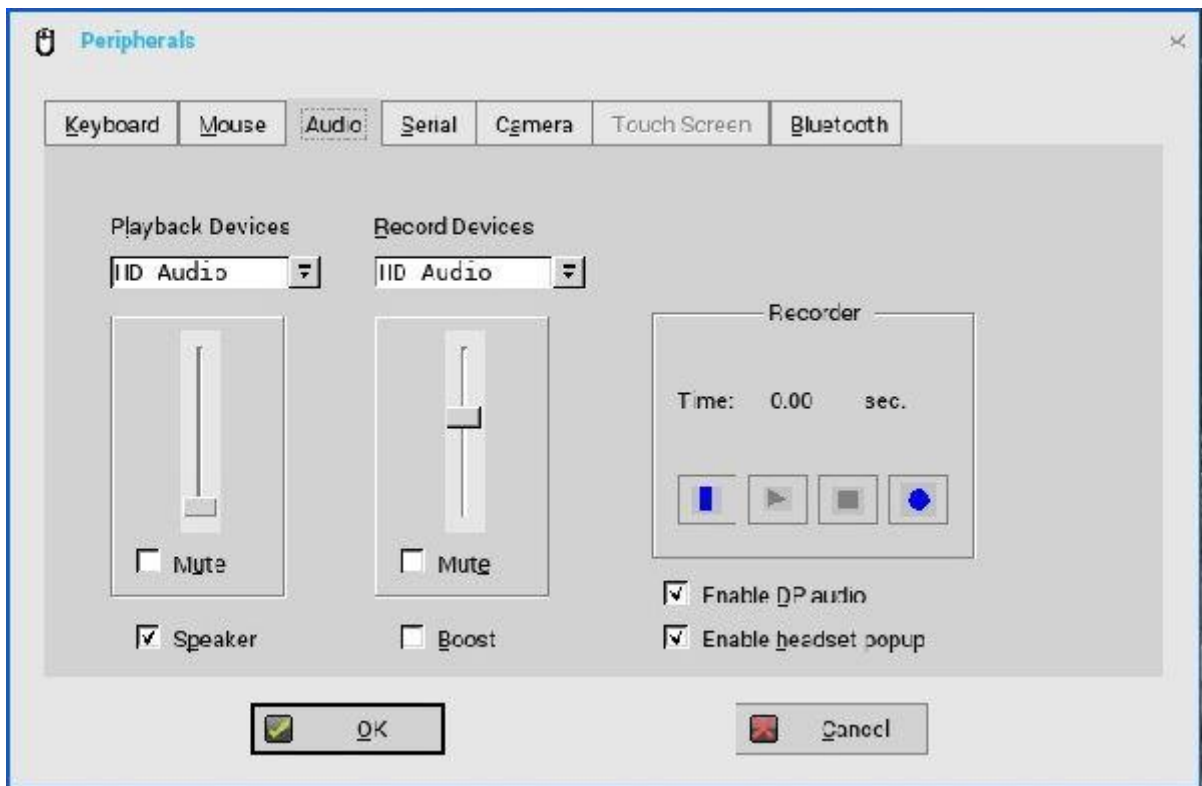 Peripherals
Keyboard Mouse Audio Serial Camera Touch Screen Bluetooth
Playback Devices Record Devices
HD Audio HD Audio
Recorder
Time: 0.00 sec.
Mute Mute
Enable DP audio
Speaker Boost Enable headset popup
OK Cancel